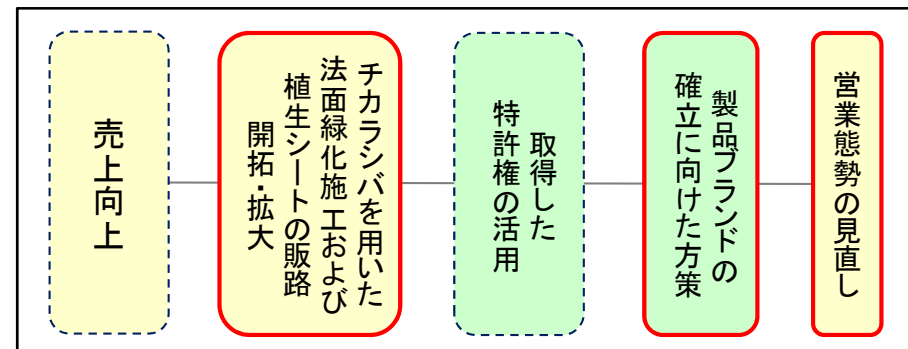 売上向上
チカラシバを用いた
法面緑化施工および
植生シートの販路
開拓・拡大
取得した
特許権の活用
製品ブランドの
確立に向けた方策
営業態勢の見直し